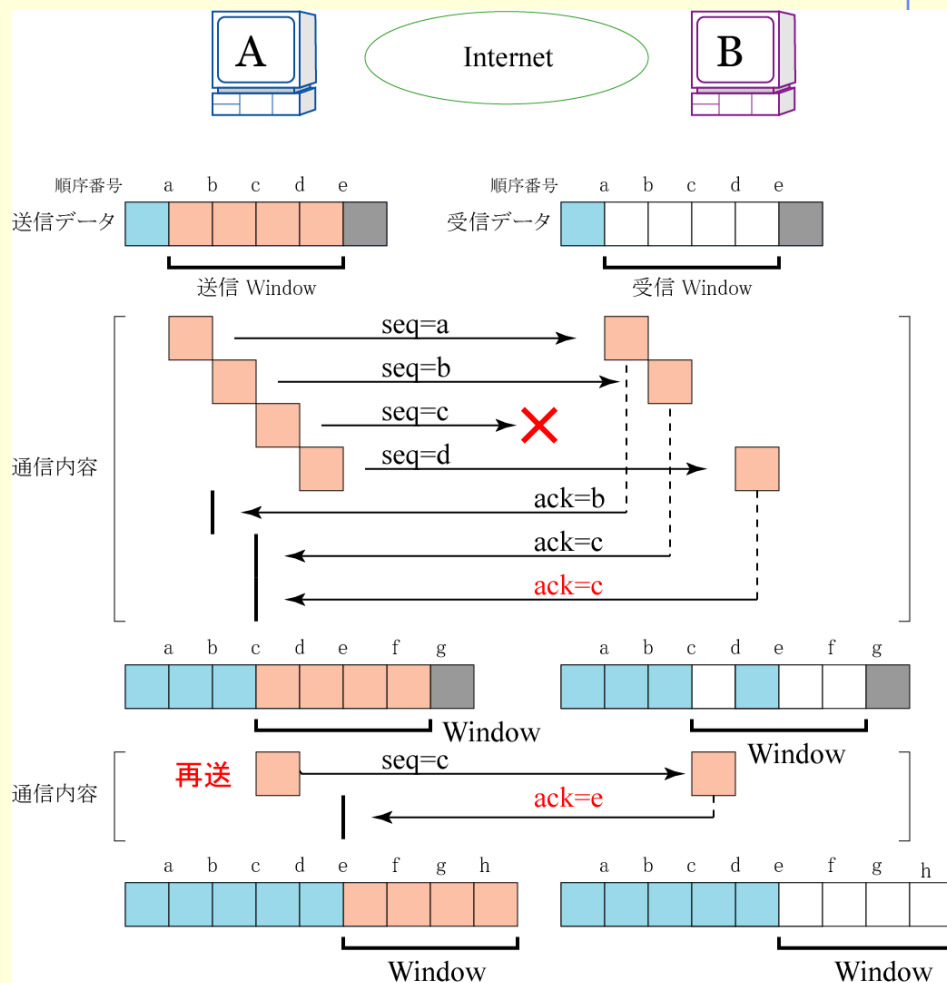 A Internet B
順序番号 a b c d e 順序番号 a b c d e
送信データ 受信データ
送信 Window 受信 Window
seq=a
seq=b
seq=c
通信内容 seq=d
ack=b
ack=c
ack=c
a b c d e f g a b c d e f g
Window Window
再送 seq=c
通信内容 ack=e
a b c d e f g h a b c d e f g h
Window Window